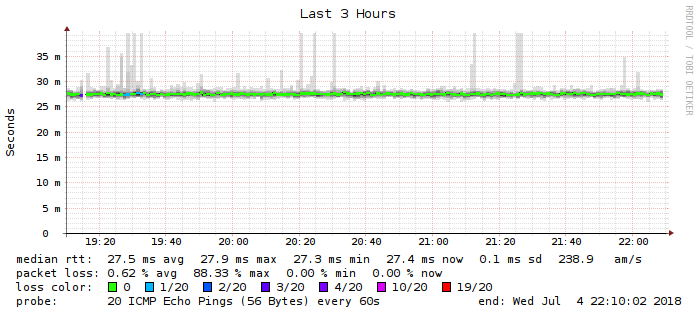 Last 3 Hours
RRDTOOL / TOBI OETIKER
Seconds
35 m
30 m
25 m
20 m
15 m
10 m
5 m
0
19:20 19:40 20:00 20:20 20:40 21:00 21:20 21:40 22:00
median rtt: 27.5 ms avg 27.9 ms max 27.3 ms min 27.4 ms now 0.1 ms sd 238.9 am/s
packet loss: 0.62 % avg 88.33 % max 0.00 % min 0.00 % now
loss color: 0 1/20 2/20 3/20 4/20 10/20 19/20
probe: 20 ICMP Echo Pings (56 Bytes) every 60s end: Wed Jul 4 22:10:02 2018